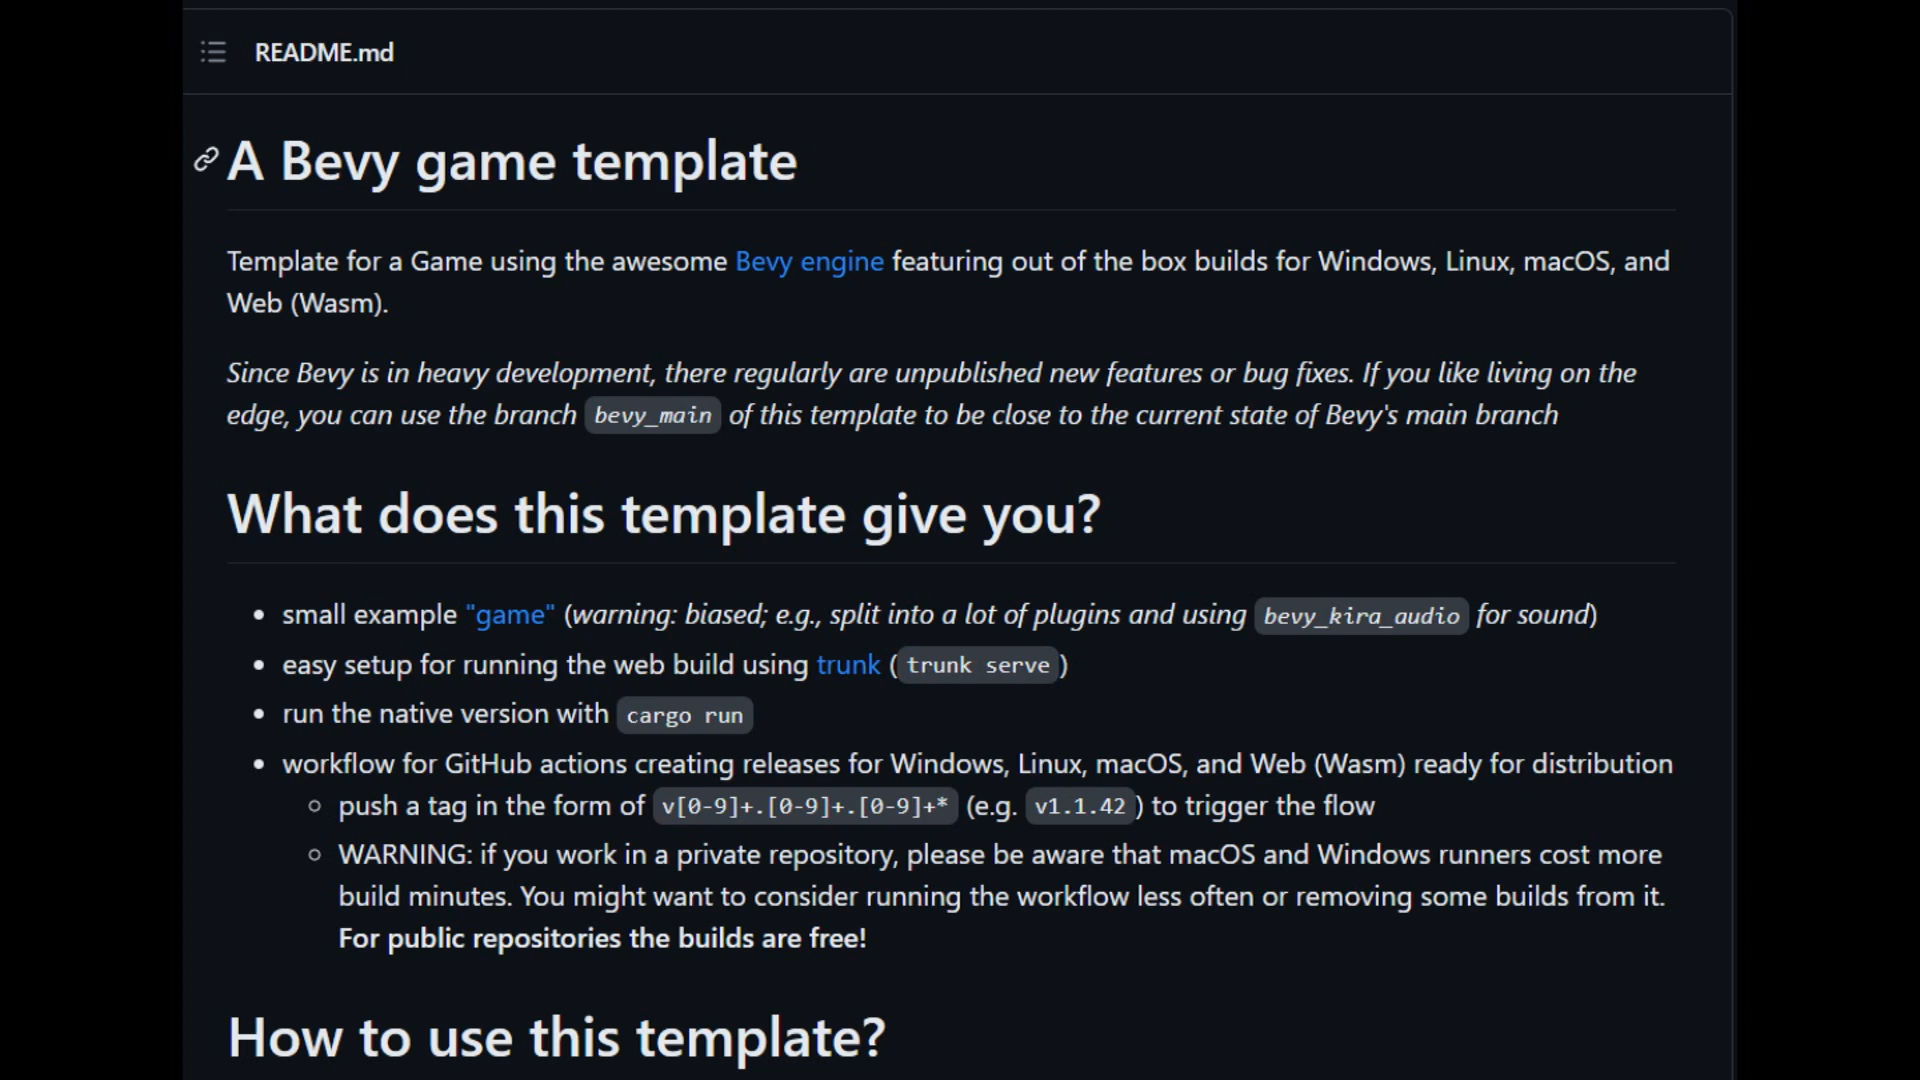 README.md
A Bevy game template
Template for a Game using the awesome Bevy engine featuring out of the box builds for Windows, Linux, macOS, and
Web (Wasm).
Since Bevy is in heavy development, there regularly are unpublished new features or bug fixes. If you like living on the
edge, you can use the branch bevy_main of this template to be close to the current state of Bevy's main branch
What does this template give you?
• small example "game" (warning: biased; e.g., split into a lot of plugins and using bevy_kira_audio for sound)
• easy setup for running the web build using trunk ( trunk serve )
• run the native version with cargo run
• workflow for GitHub actions creating releases for Windows, Linux, macOS, and Web (Wasm) ready for distribution
◦ push a tag in the form of v[0-9]+.[0-9]+.[0-9]+* (e.g. v1.1.42 ) to trigger the flow
◦ WARNING: if you work in a private repository, please be aware that macOS and Windows runners cost more
build minutes. You might want to consider running the workflow less often or removing some builds from it.
For public repositories the builds are free!
How to use this template?